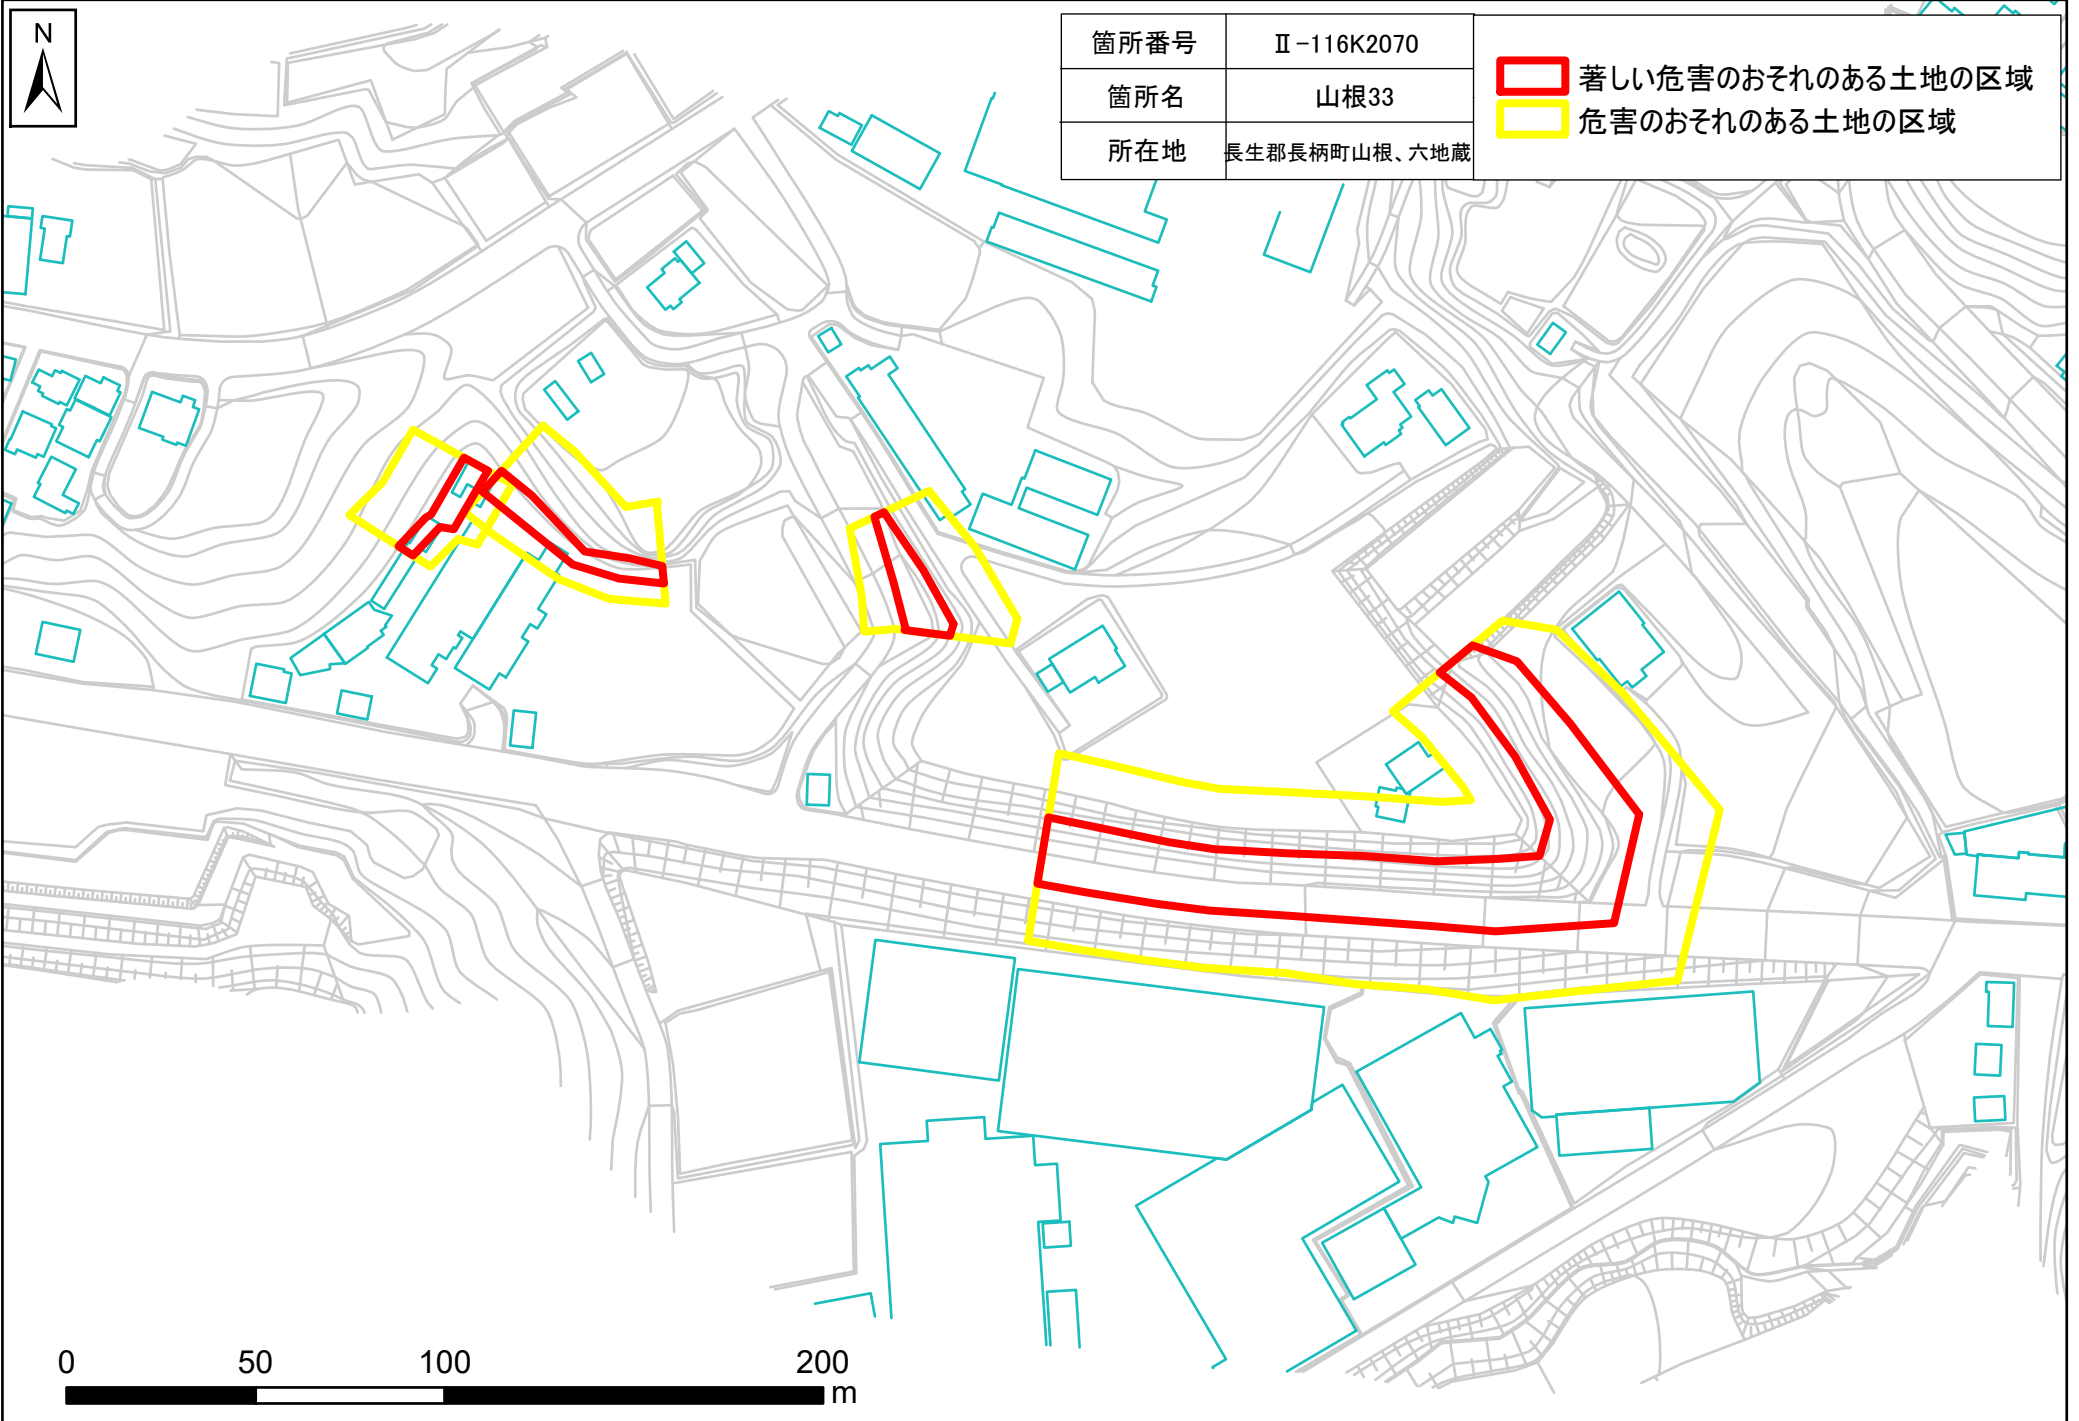 N
箇所番号 Ⅱ-116K2070
箇所名 山根33
所在地 長生郡長柄町山根、六地蔵
著しい危害のおそれのある土地の区域
危害のおそれのある土地の区域
0 50 100 200
m